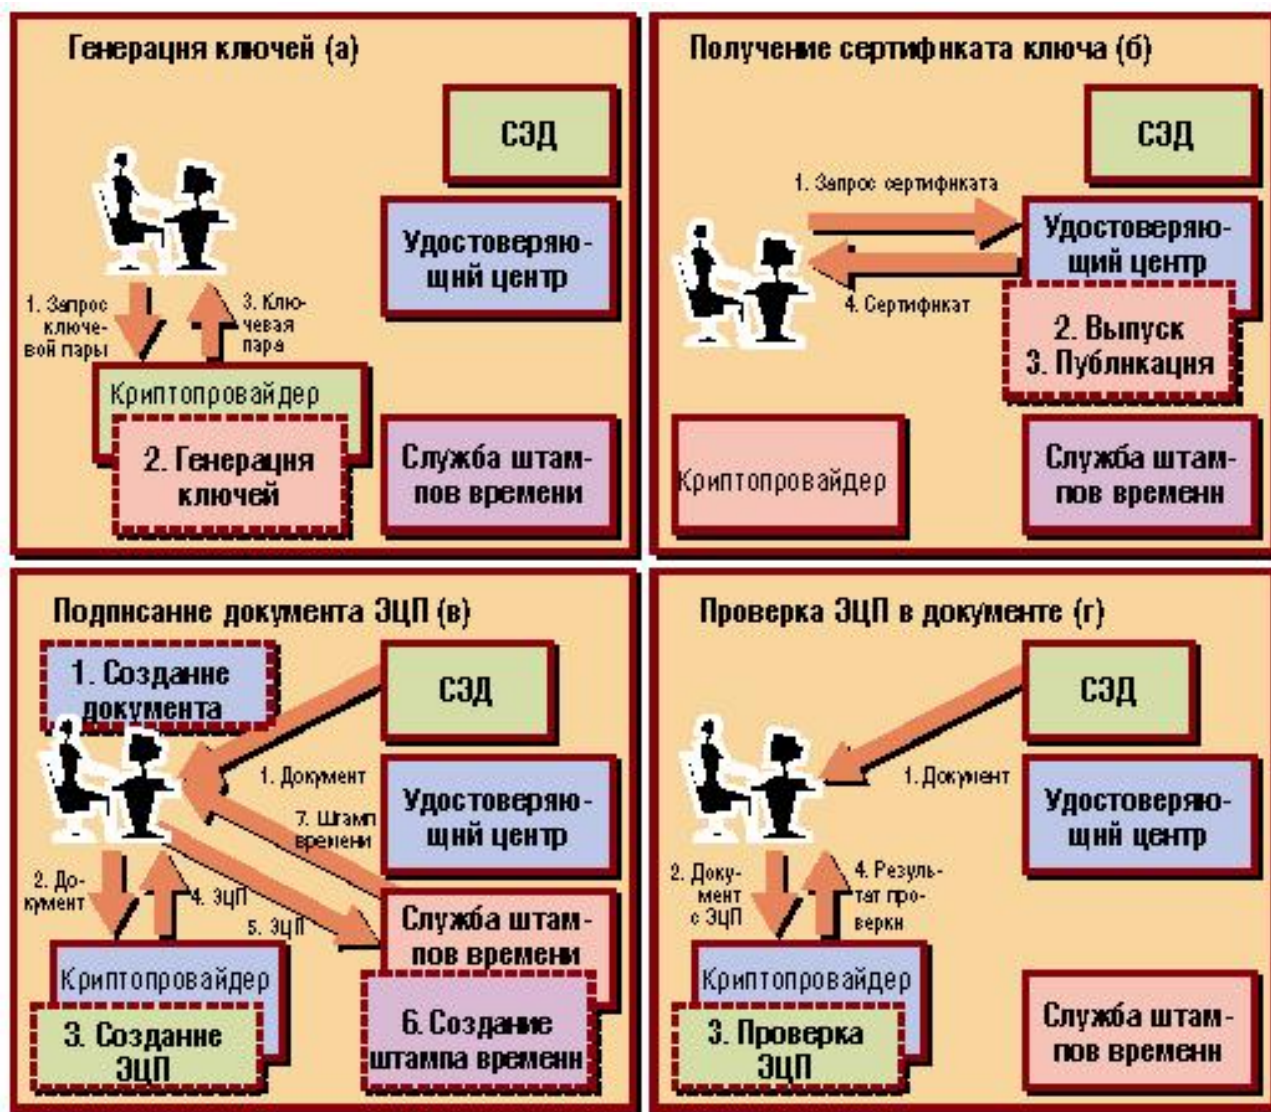 Генерация ключей (а)
СЭД
Удостоверяю-
щий центр
1. Запрос
ключе-
вой пары
3. Клю-
чевая
пара
Криптопровайдер
2. Генерация
ключей
Служба штам-
пов времени
Получение сертификата ключа (б)
СЭД
1. Запрос сертификата
Удостоверяю-
щий центр
4. Сертификат
2. Выпуск
3. Публикация
Криптопровайдер
Служба штам-
пов времени
Подписание документа ЭЦП (в)
1. Создание
документа
СЭД
1. Документ
Удостоверяю-
щий центр
7. Штамп
времени
2. До-
кумент
4. ЭЦП
5. ЭЦП
Служба штам-
пов времени
Криптопровайдер
3. Создание
ЭЦП
6. Создание
штампа времени
Проверка ЭЦП в документе (г)
СЭД
1. Документ
Удостоверяю-
щий центр
2. Доку-
мент
с ЭЦП
4. Резуль-
тат про-
верки
Криптопровайдер
3. Проверка
ЭЦП
Служба штам-
пов времени